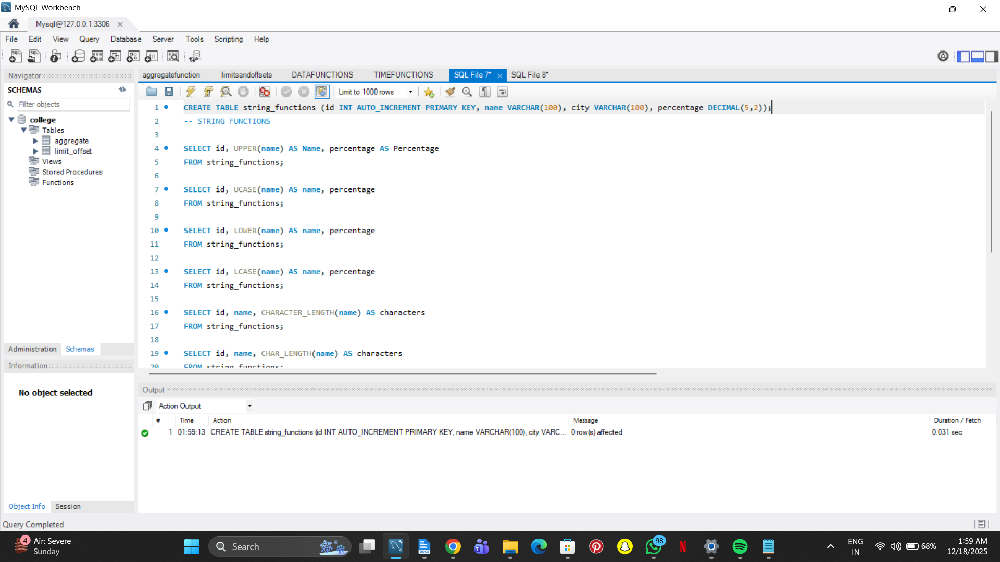 MySQL Workbench
Mysql@127.0.0.1:3306
File Edit View Query Database Server Tools Scripting Help
Navigator
SCHEMAS
Filter objects
college
Tables
aggregate
limit_offset
Views
Stored Procedures
Functions
Administration Schemas
Information
No object selected
Object Info Session
aggregatefunction limitsandoffsets DATAFUNCTIONS TIMEFUNCTIONS SQL File 7* SQL File 8*
Limit to 1000 rows
1 CREATE TABLE string_functions (id INT AUTO_INCREMENT PRIMARY KEY, name VARCHAR(100), city VARCHAR(100), percentage DECIMAL(5,2));
2 -- STRING FUNCTIONS
3
4 SELECT id, UPPER(name) AS Name, percentage AS Percentage
5 FROM string_functions;
6
7 SELECT id, UCASE(name) AS name, percentage
8 FROM string_functions;
9
10 SELECT id, LOWER(name) AS name, percentage
11 FROM string_functions;
12
13 SELECT id, LCASE(name) AS name, percentage
14 FROM string_functions;
15
16 SELECT id, name, CHARACTER_LENGTH(name) AS characters
17 FROM string_functions;
18
19 SELECT id, name, CHAR_LENGTH(name) AS characters
20 FROM string_functions;
Output
Action Output
# Time Action Message Duration / Fetch
1 01:59:13 CREATE TABLE string_functions (id INT AUTO_INCREMENT PRIMARY KEY, name VARCHAR(100), city VARC... 0 row(s) affected 0.031 sec
Query Completed
4
Air: Severe
Sunday
Search
98
ENG
IN
68%
1:59 AM
12/18/2025